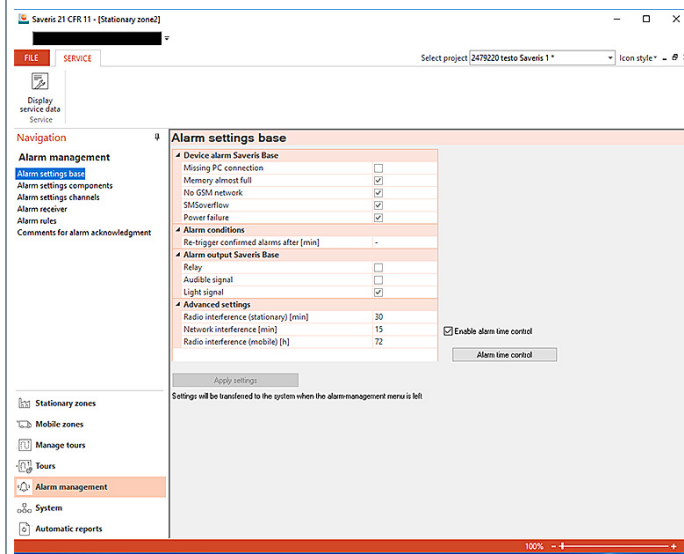 Saveris 21 CFR 11 - [Stationary zone2]
FILE SERVICE Select project 2479220 testo Saveris 1 * Icon style
Display
service data
Service
Navigation
Alarm management
Alarm settings base
Alarm settings components
Alarm settings channels
Alarm receiver
Alarm rules
Comments for alarm acknowledgment
Alarm settings base
Device alarm Saveris Base
Missing PC connection
Memory almost full
No GSM network
SMSoverflow
Power failure
Alarm conditions
Re-trigger confirmed alarms after [min] -
Alarm output Saveris Base
Relay
Audible signal
Light signal
Advanced settings
Radio interference (stationary) [min] 30
Network interference [min] 15
Radio interference (mobile) [h] 72
Enable alarm time control
Alarm time control
Apply settings
Settings will be transferred to the system when the alarm-management menu is left
Stationary zones
Mobile zones
Manage tours
Tours
Alarm management
System
Automatic reports
100% - +